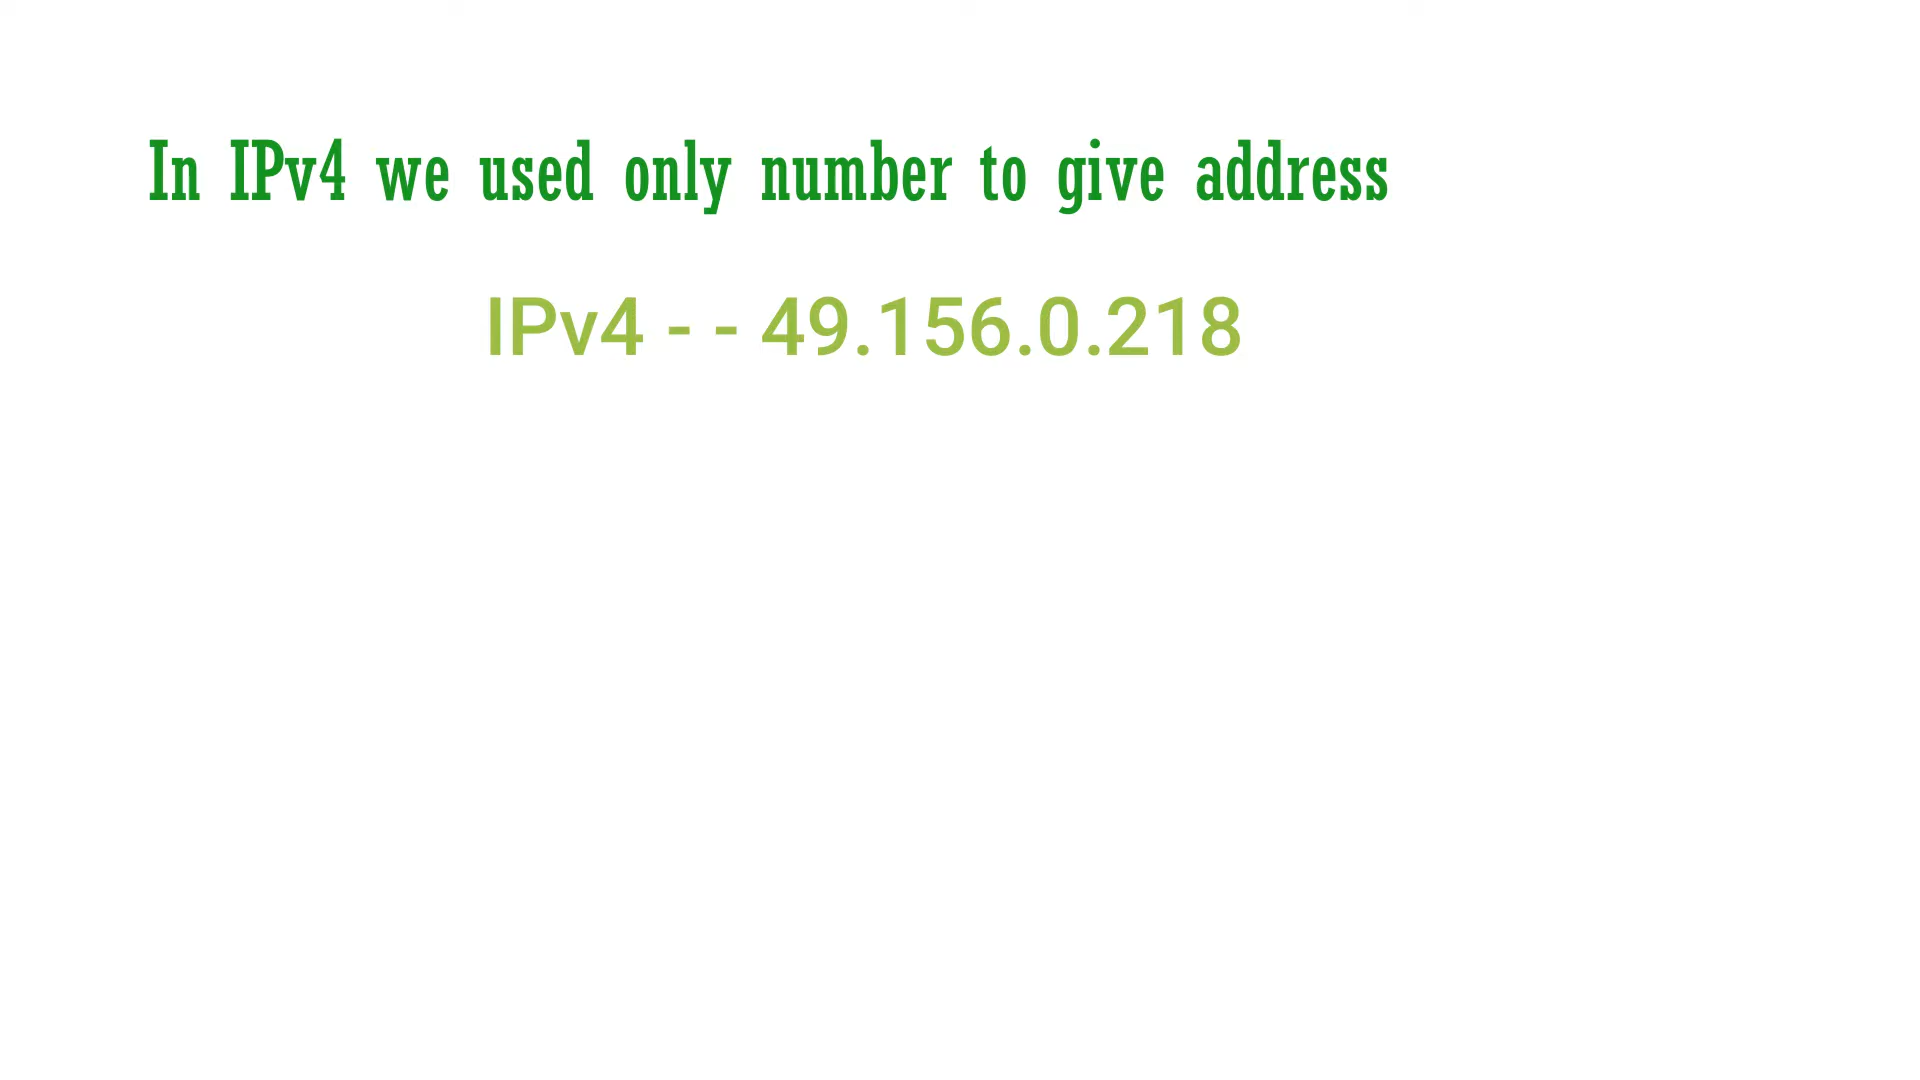 In IPv4 we used only number to give address
IPv4 - - 49.156.0.218